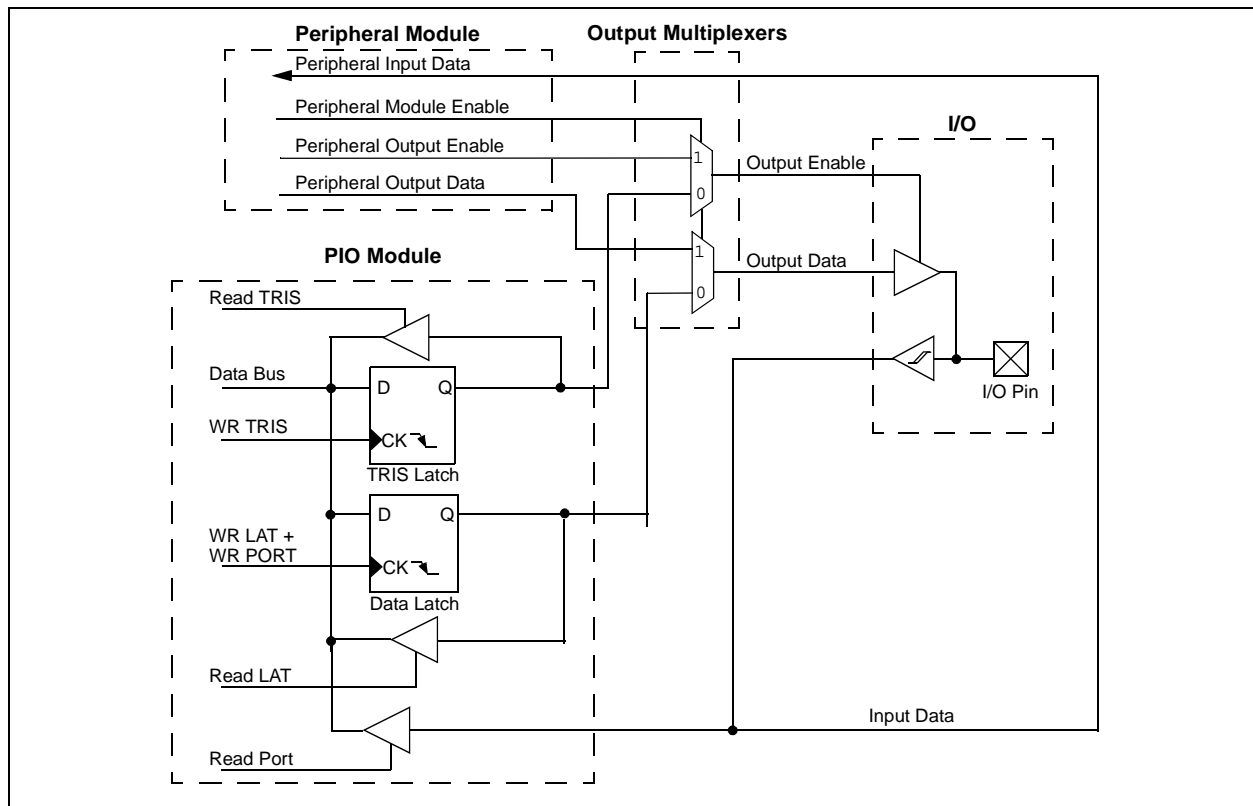 Peripheral Module
Output Multiplexers
Peripheral Input Data
Peripheral Module Enable
Peripheral Output Enable
Peripheral Output Data
1
0
1
0
Output Enable
Output Data
I/O
I/O Pin
PIO Module
Read TRIS
Data Bus
D
Q
WR TRIS
CK
TRIS Latch
D
Q
WR LAT +
WR PORT
CK
Data Latch
Read LAT
Read Port
Input Data